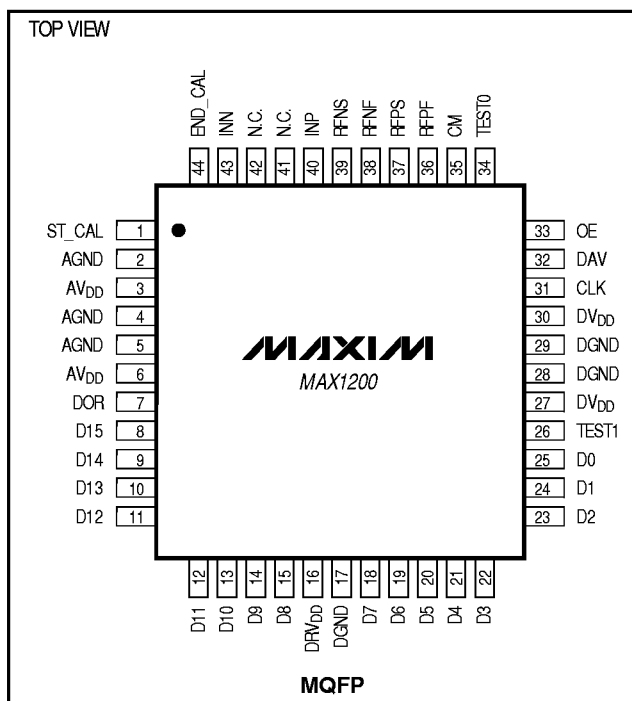 TOP VIEW
END_CAL
INN
N.C.
N.C.
INP
RFNS
RFNF
RFPS
RFPF
CM
TEST0
44 43 42 41 40 39 38 37 36 35 34
ST_CAL 1
AGND 2
AVDD 3
AGND 4
AGND 5
AVDD 6
DOR 7
D15 8
D14 9
D13 10
D12 11
MAXIM
MAX1200
33 OE
32 DAV
31 CLK
30 DVDD
29 DGND
28 DGND
27 DVDD
26 TEST1
25 D0
24 D1
23 D2
12 13 14 15 16 17 18 19 20 21 22
D11
D10
D9
D8
DRVDD
DGND
D7
D6
D5
D4
D3
MQFP